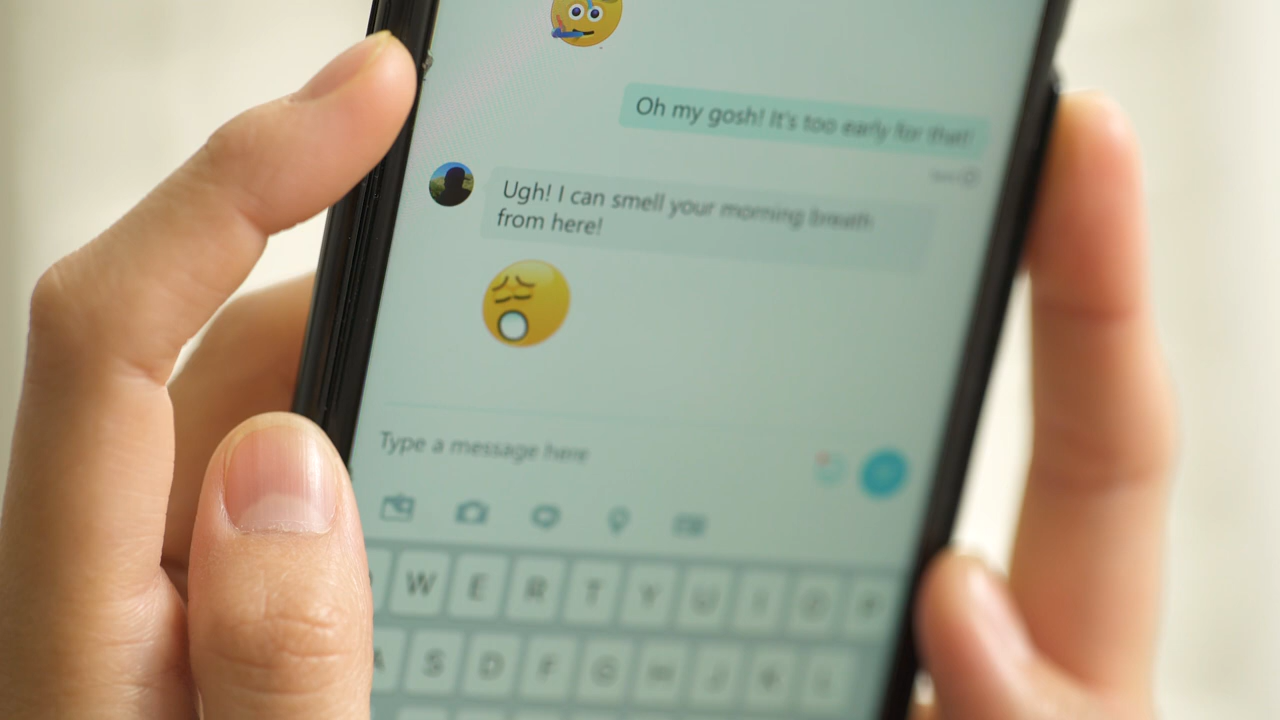 Oh my gosh! It's too early for that!
Ugh! I can smell your morning breath
from here!
Type a message here
W E R T Y U I O P
A S D F G H J K L